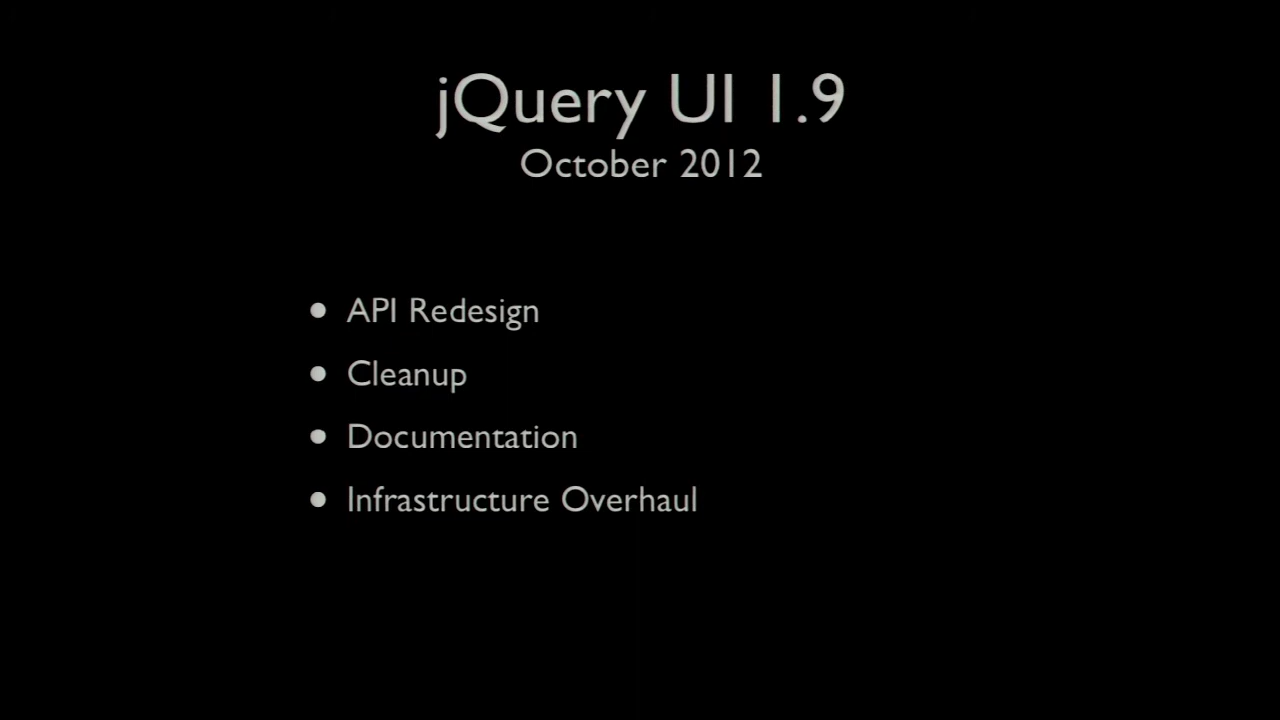 jQuery UI 1.9
October 2012
• API Redesign
• Cleanup
• Documentation
• Infrastructure Overhaul